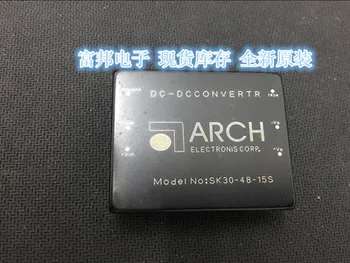 富邦电子 现货库存 全新原装
DC-DCCONVERTR
ARCH
ELECTRONIS CORP.
Model No:SK30-48-15S